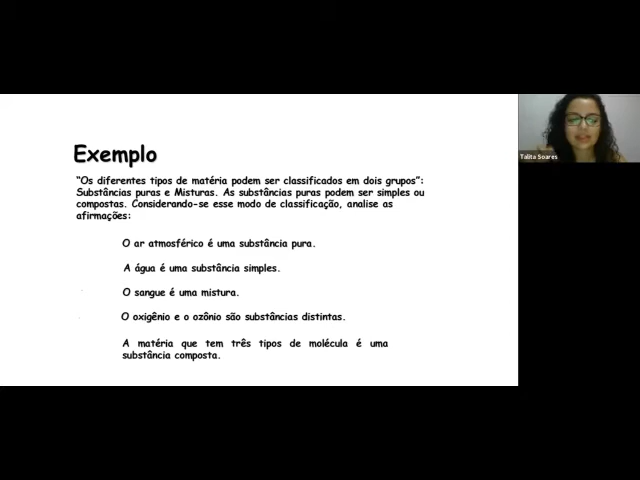 Exemplo
“Os diferentes tipos de matéria podem ser classificados em dois grupos”:
Substâncias puras e Misturas. As substâncias puras podem ser simples ou
compostas. Considerando-se esse modo de classificação, analise as
afirmações:
O ar atmosférico é uma substância pura.
A água é uma substância simples.
O sangue é uma mistura.
O oxigênio e o ozônio são substâncias distintas.
A matéria que tem três tipos de molécula é uma
substância composta.
Talita Soares